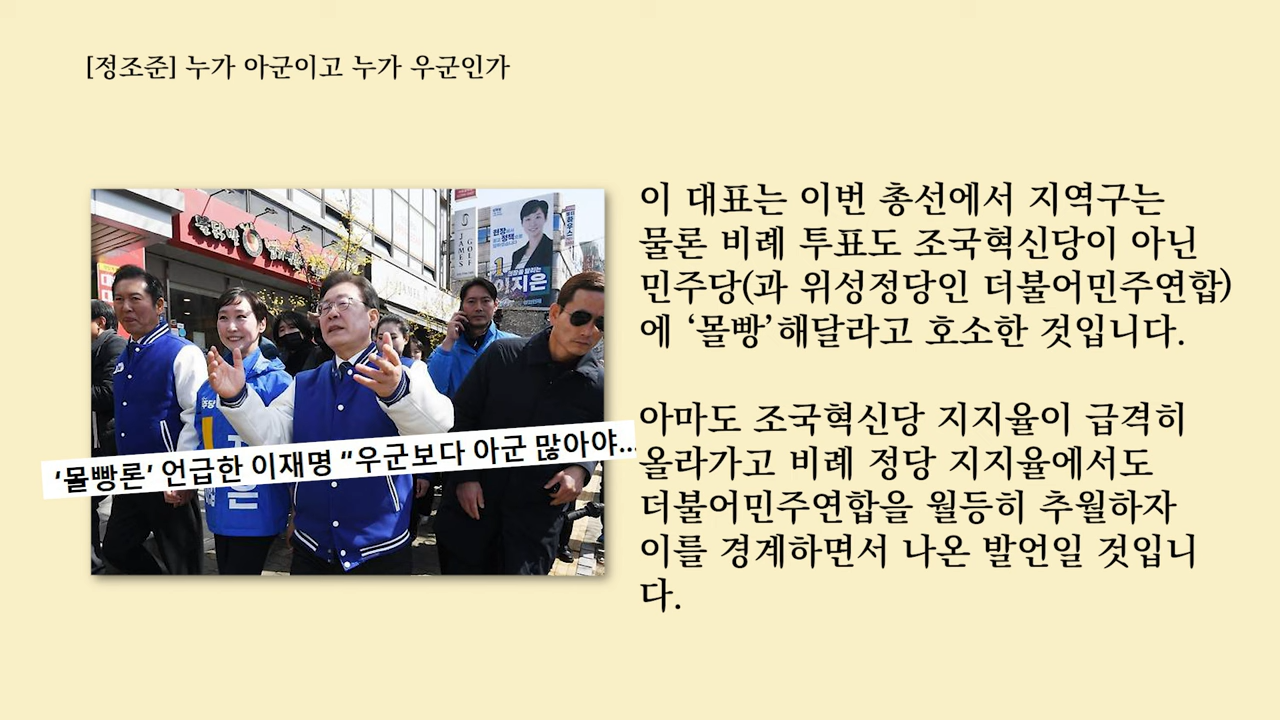 [정조준] 누가 아군이고 누가 우군인가
이 대표는 이번 총선에서 지역구는
물론 비례 투표도 조국혁신당이 아닌
민주당(과 위성정당인 더불어민주연합)
에 ‘몰빵’해달라고 호소한 것입니다.
아마도 조국혁신당 지지율이 급격히
올라가고 비례 정당 지지율에서도
더불어민주연합을 월등히 추월하자
이를 경계하면서 나온 발언일 것입니
다.
‘몰빵론’ 언급한 이재명 “우군보다 아군 많아야...
JAMES GOLF
1
이지은